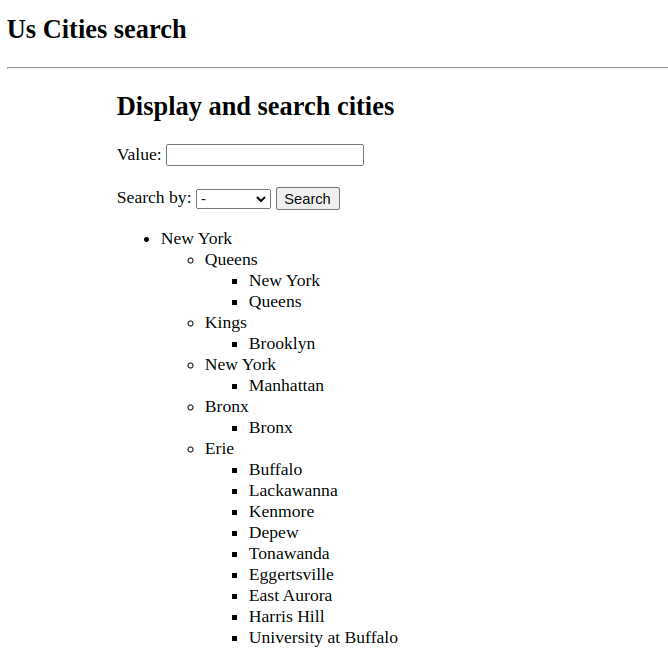 Us Cities search
Display and search cities
Value:
Search by: - Search
New York
Queens
New York
Queens
Kings
Brooklyn
New York
Manhattan
Bronx
Bronx
Erie
Buffalo
Lackawanna
Kenmore
Depew
Tonawanda
Eggertsville
East Aurora
Harris Hill
University at Buffalo